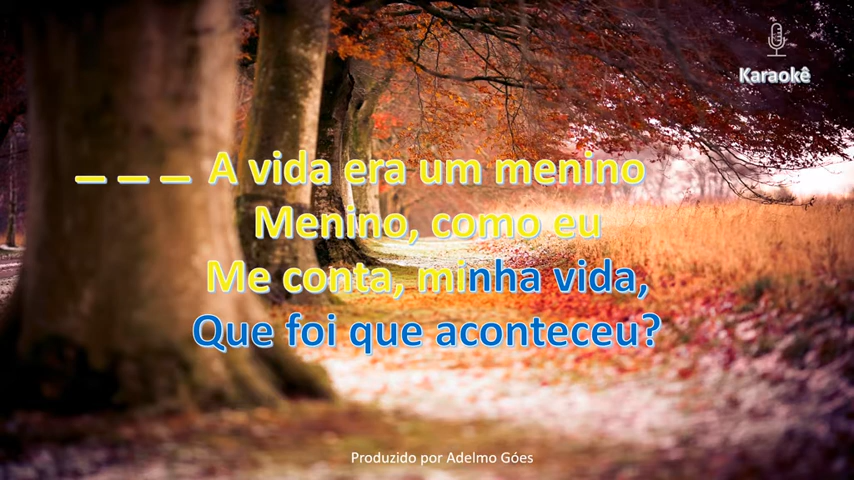 Karaokê
_ _ _ A vida era um menino
Menino, como eu
Me conta, minha vida,
Que foi que aconteceu?
Produzido por Adelmo Góes